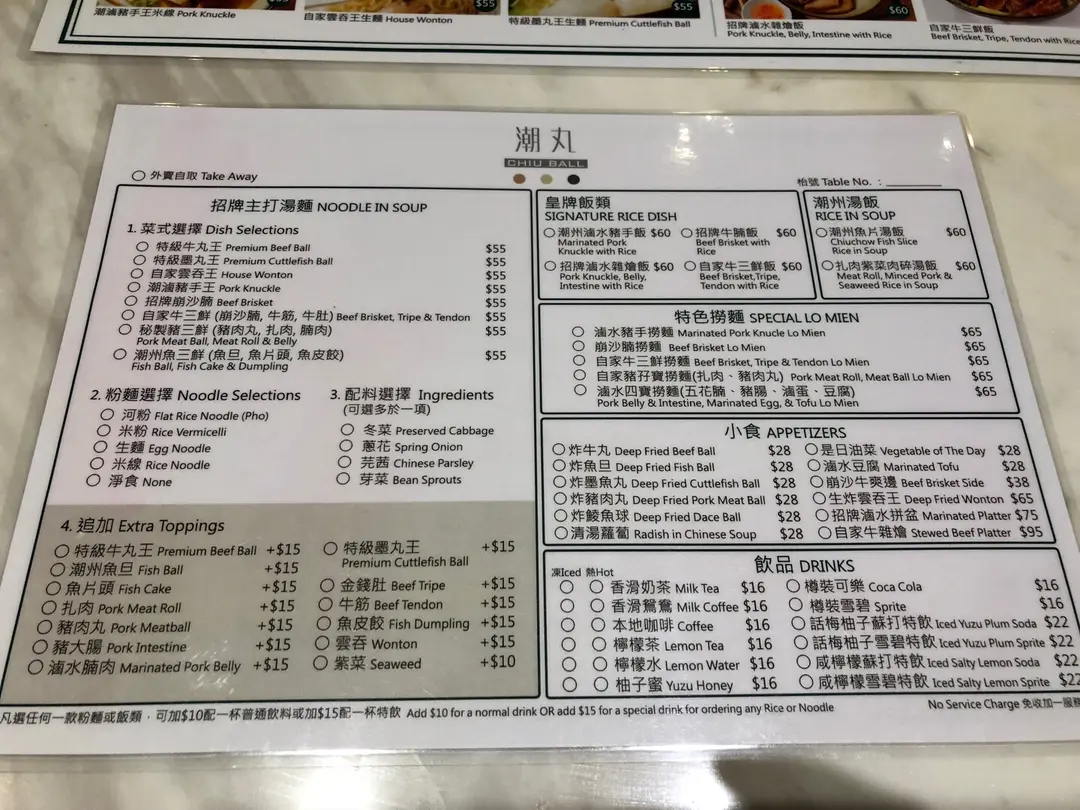 潮滷豬手王米線 Pork Knuckle
自家雲吞王生麵 House Wonton
$55
特級墨丸王生麵 Premium Cuttlefish Ball
$55
招牌滷水雜燴飯
Pork Knuckle, Belly, Intestine with Rice
$60
自家牛三鮮飯
Beef Brisket, Tripe, Tendon with Rice
潮丸
CHIU BALL
外賣自取 Take Away
枱號 Table No. : ________
招牌主打湯麵 NOODLE IN SOUP
1. 菜式選擇 Dish Selections
特級牛丸王 Premium Beef Ball $55
特級墨丸王 Premium Cuttlefish Ball $55
自家雲吞王 House Wonton $55
潮滷豬手王 Pork Knuckle $55
招牌崩沙腩 Beef Brisket $55
自家牛三鮮 (崩沙腩, 牛筋, 牛肚) Beef Brisket, Tripe & Tendon $55
秘製豬三鮮 (豬肉丸, 扎肉, 腩肉) $55
Pork Meat Ball, Meat Roll & Belly
潮州魚三鮮 (魚旦, 魚片頭, 魚皮餃) $55
Fish Ball, Fish Cake & Dumpling
2. 粉麵選擇 Noodle Selections
河粉 Flat Rice Noodle (Pho)
米粉 Rice Vermicelli
生麵 Egg Noodle
米線 Rice Noodle
淨食 None
3. 配料選擇 Ingredients
(可選多於一項)
冬菜 Preserved Cabbage
蔥花 Spring Onion
芫茜 Chinese Parsley
芽菜 Bean Sprouts
4. 追加 Extra Toppings
特級牛丸王 Premium Beef Ball +$15
潮州魚旦 Fish Ball +$15
魚片頭 Fish Cake +$15
扎肉 Pork Meat Roll +$15
豬肉丸 Pork Meatball +$15
豬大腸 Pork Intestine +$15
滷水腩肉 Marinated Pork Belly +$15
特級墨丸王 +$15
Premium Cuttlefish Ball
金錢肚 Beef Tripe +$15
牛筋 Beef Tendon +$15
魚皮餃 Fish Dumpling +$15
雲吞 Wonton +$15
紫菜 Seaweed +$10
皇牌飯類
SIGNATURE RICE DISH
潮州滷水豬手飯 $60
Marinated Pork
Knuckle with Rice
招牌牛腩飯 $60
Beef Brisket with
Rice
招牌滷水雜燴飯 $60
Pork Knuckle, Belly,
Intestine with Rice
自家牛三鮮飯 $60
Beef Brisket,Tripe,
Tendon with Rice
潮州湯飯
RICE IN SOUP
潮州魚片湯飯 $60
Chiuchow Fish Slice
Rice in Soup
扎肉紫菜肉碎湯飯 $60
Meat Roll, Minced Pork &
Seaweed Rice in Soup
特色撈麵 SPECIAL LO MIEN
滷水豬手撈麵 Marinated Pork Knucle Lo Mien $65
崩沙腩撈麵 Beef Brisket Lo Mien $65
自家牛三鮮撈麵 Beef Brisket, Tripe & Tendon Lo Mien $65
自家豬孖寶撈麵(扎肉、豬肉丸) Pork Meat Roll, Meat Ball Lo Mien $65
滷水四寶撈麵(五花腩、豬腸、滷蛋、豆腐) $65
Pork Belly & Intestine, Marinated Egg, & Tofu Lo Mien
小食 APPETIZERS
炸牛丸 Deep Fried Beef Ball $28
炸魚旦 Deep Fried Fish Ball $28
炸墨魚丸 Deep Fried Cuttlefish Ball $28
炸豬肉丸 Deep Fried Pork Meat Ball $28
炸鯪魚球 Deep Fried Dace Ball $28
清湯蘿蔔 Radish in Chinese Soup $28
是日油菜 Vegetable of The Day $28
滷水豆腐 Marinated Tofu $28
崩沙牛爽邊 Beef Brisket Side $38
生炸雲吞王 Deep Fried Wonton $65
招牌滷水拼盆 Marinated Platter $75
自家牛雜燴 Stewed Beef Platter $95
飲品 DRINKS
凍Iced 熱Hot
香滑奶茶 Milk Tea $16
香滑鴛鴦 Milk Coffee $16
本地咖啡 Coffee $16
檸檬茶 Lemon Tea $16
檸檬水 Lemon Water $16
柚子蜜 Yuzu Honey $16
樽裝可樂 Coca Cola $16
樽裝雪碧 Sprite $16
話梅柚子蘇打特飲 Iced Yuzu Plum Soda $22
話梅柚子雪碧特飲 Iced Yuzu Plum Sprite $22
咸檸檬蘇打特飲 Iced Salty Lemon Soda $22
咸檸檬雪碧特飲 Iced Salty Lemon Sprite $22
凡選任何一款粉麵或飯類，可加$10配一杯普通飲料或加$15配一杯特飲 Add $10 for a normal drink OR add $15 for a special drink for ordering any Rice or Noodle
No Service Charge 免收加一服務